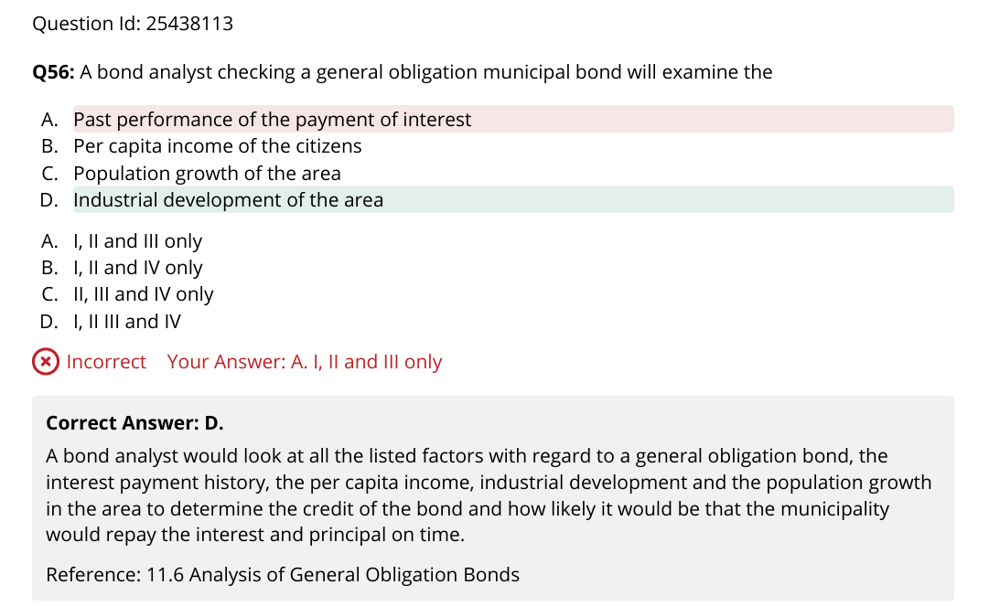 Question Id: 25438113
Q56: A bond analyst checking a general obligation municipal bond will examine the
A. Past performance of the payment of interest
B. Per capita income of the citizens
C. Population growth of the area
D. Industrial development of the area
A. I, II and III only
B. I, II and IV only
C. II, III and IV only
D. I, II III and IV
Incorrect Your Answer: A. I, II and III only
Correct Answer: D.
A bond analyst would look at all the listed factors with regard to a general obligation bond, the
interest payment history, the per capita income, industrial development and the population growth
in the area to determine the credit of the bond and how likely it would be that the municipality
would repay the interest and principal on time.
Reference: 11.6 Analysis of General Obligation Bonds